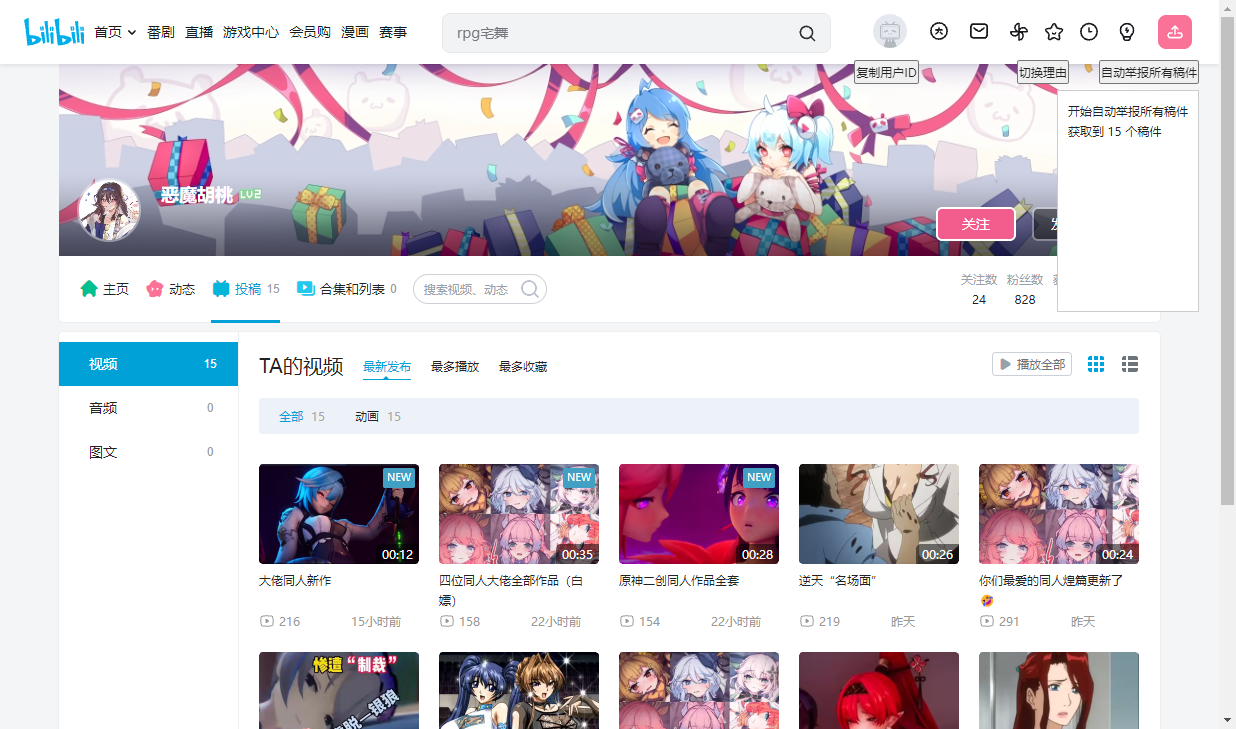 bilibili 首页 番剧 直播 游戏中心 会员购 漫画 赛事 rpg宅舞
复制用户ID 切换理由 自动举报所有稿件
开始自动举报所有稿件
获取到 15 个稿件
恶魔胡桃 LV2
关注 发
主页 动态 投稿 15 合集和列表 0 搜索视频、动态
关注数 粉丝数
24 828
视频 15
音频 0
图文 0
TA的视频 最新发布 最多播放 最多收藏 播放全部
全部 15 动画 15
NEW NEW NEW
00:12 00:35 00:28 00:26 00:24
大佬同人新作
216 15小时前
四位同人大佬全部作品（白
嫖）
158 22小时前
原神二创同人作品全套
154 22小时前
逆天“名场面”
219 昨天
你们最爱的同人煌篇更新了
🤣
291 昨天
惨遭“制裁”
脱一银狼